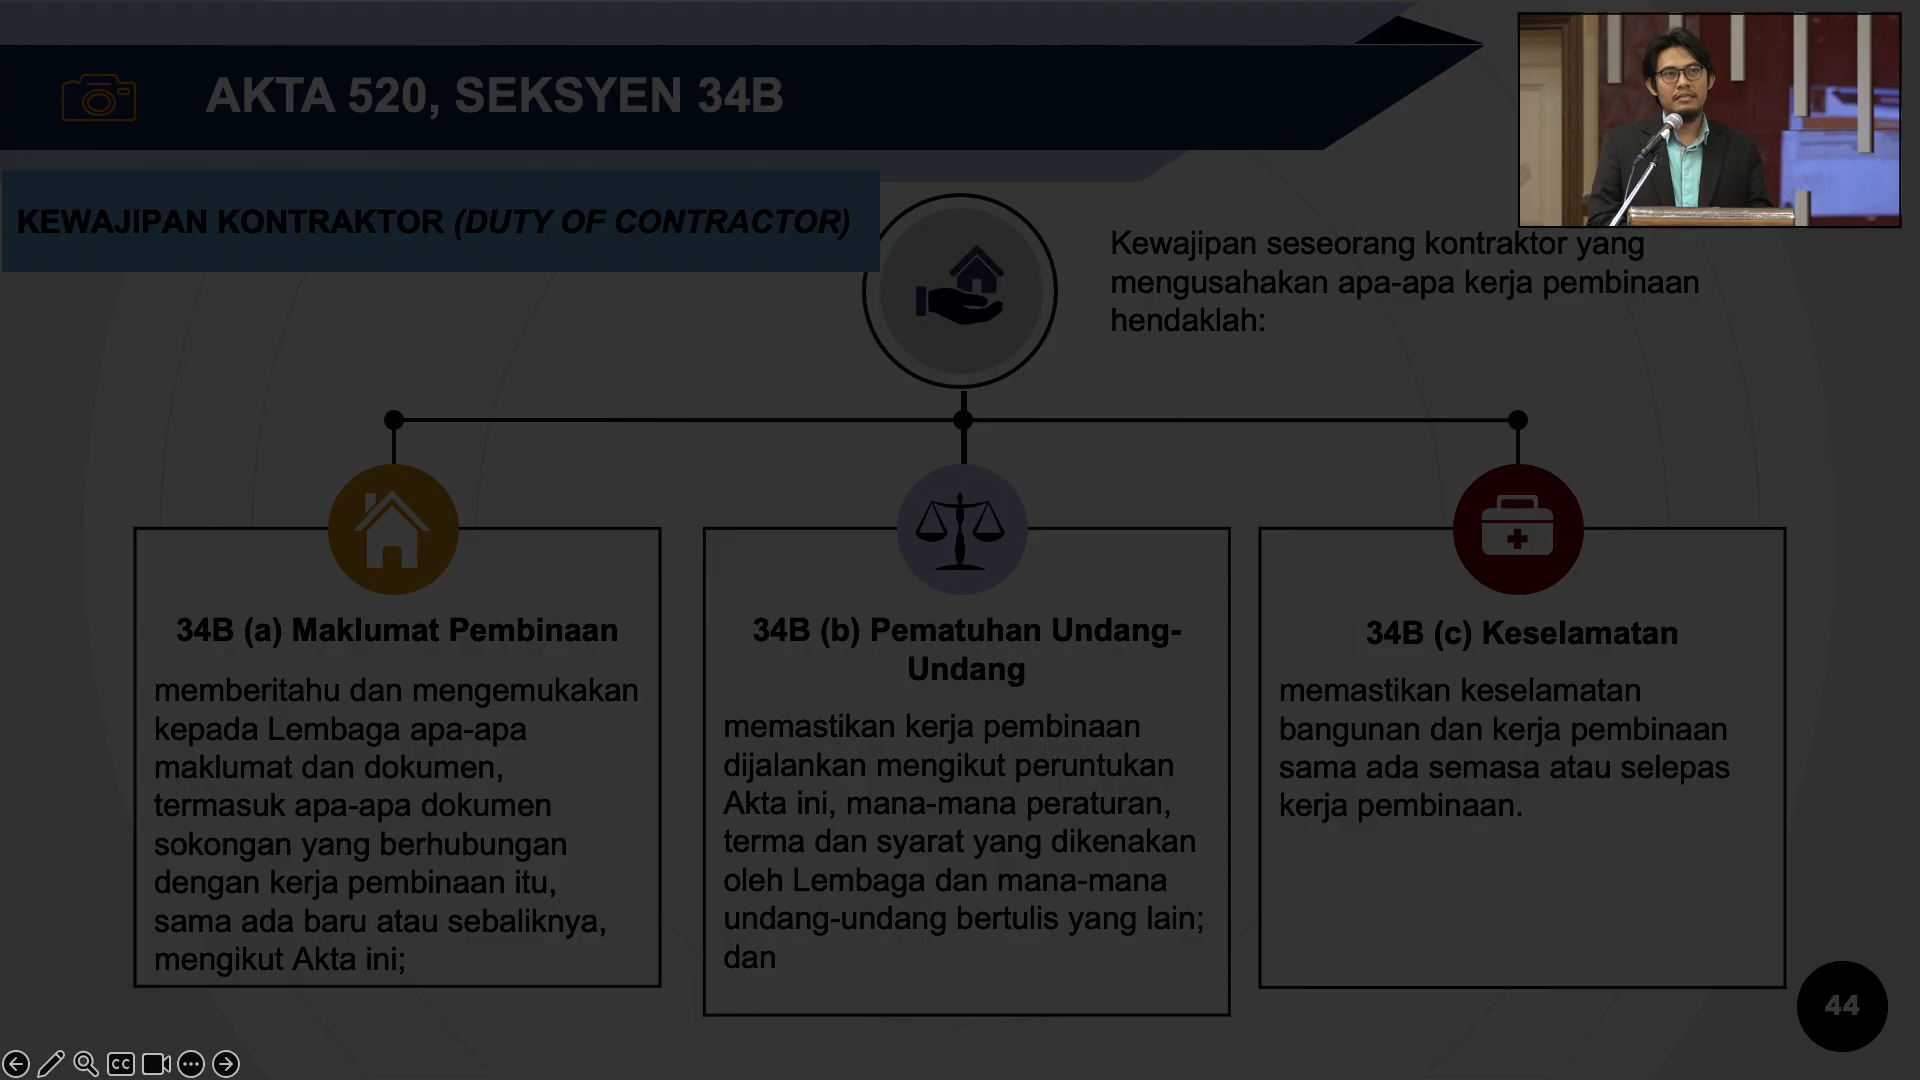 AKTA 520, SEKSYEN 34B
KEWAJIPAN KONTRAKTOR (DUTY OF CONTRACTOR)
Kewajipan seseorang kontraktor yang
mengusahakan apa-apa kerja pembinaan
hendaklah:
34B (a) Maklumat Pembinaan
memberitahu dan mengemukakan
kepada Lembaga apa-apa
maklumat dan dokumen,
termasuk apa-apa dokumen
sokongan yang berhubungan
dengan kerja pembinaan itu,
sama ada baru atau sebaliknya,
mengikut Akta ini;
34B (b) Pematuhan Undang-
Undang
memastikan kerja pembinaan
dijalankan mengikut peruntukan
Akta ini, mana-mana peraturan,
terma dan syarat yang dikenakan
oleh Lembaga dan mana-mana
undang-undang bertulis yang lain;
dan
34B (c) Keselamatan
memastikan keselamatan
bangunan dan kerja pembinaan
sama ada semasa atau selepas
kerja pembinaan.
44
CC